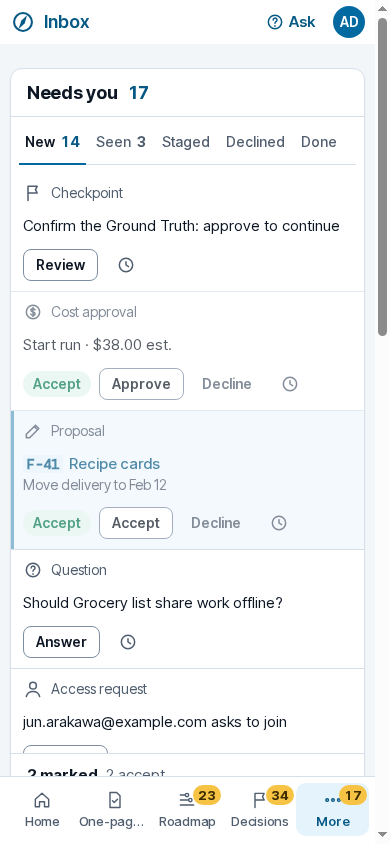 Inbox
Ask
AD
Needs you 17
New 14 Seen 3 Staged Declined Done
Checkpoint
Confirm the Ground Truth: approve to continue
Review
Cost approval
Start run · $38.00 est.
Accept Approve Decline
Proposal
F-41 Recipe cards
Move delivery to Feb 12
Accept Accept Decline
Question
Should Grocery list share work offline?
Answer
Access request
jun.arakawa@example.com asks to join
2 marked 2 accept
23 34 17
Home One-pag… Roadmap Decisions More